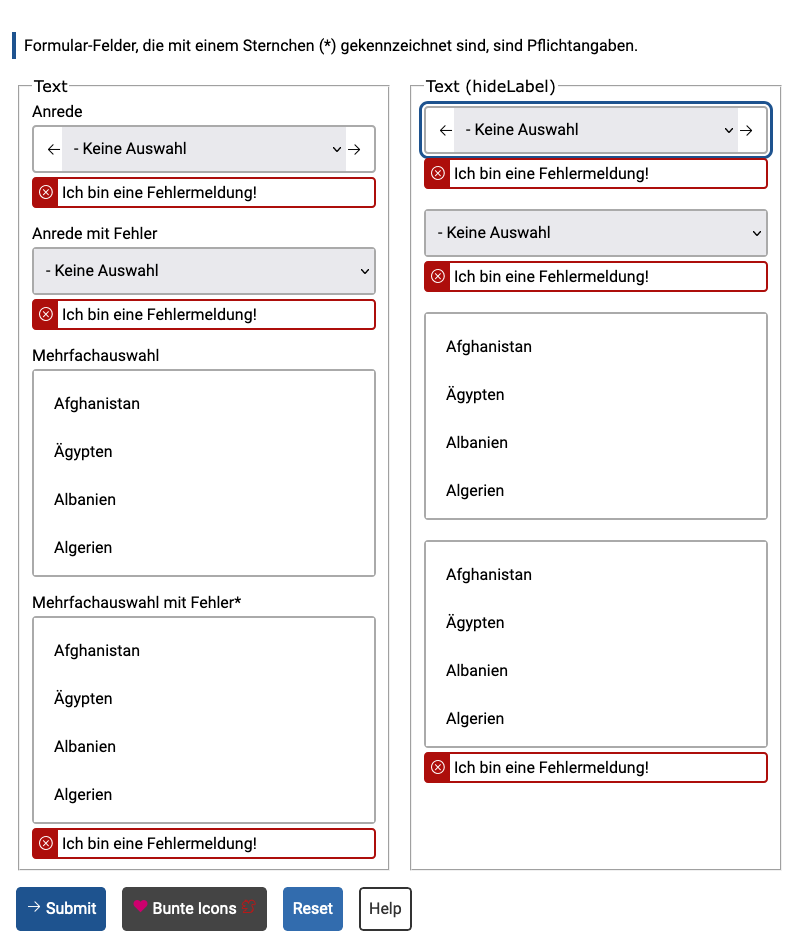 Formular-Felder, die mit einem Sternchen (*) gekennzeichnet sind, sind Pflichtangaben.
Text
Anrede
- Keine Auswahl
Ich bin eine Fehlermeldung!
Anrede mit Fehler
- Keine Auswahl
Ich bin eine Fehlermeldung!
Mehrfachauswahl
Afghanistan
Ägypten
Albanien
Algerien
Mehrfachauswahl mit Fehler*
Afghanistan
Ägypten
Albanien
Algerien
Ich bin eine Fehlermeldung!
Text (hideLabel)
- Keine Auswahl
Ich bin eine Fehlermeldung!
- Keine Auswahl
Ich bin eine Fehlermeldung!
Afghanistan
Ägypten
Albanien
Algerien
Afghanistan
Ägypten
Albanien
Algerien
Ich bin eine Fehlermeldung!
Submit
Bunte Icons
Reset
Help